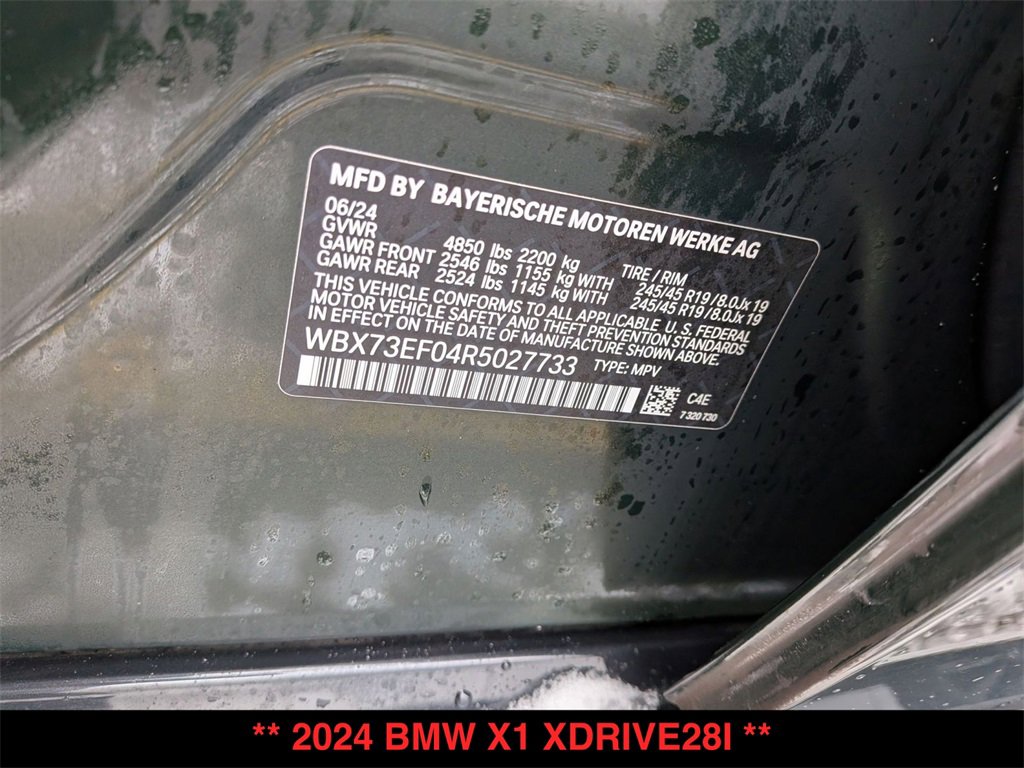 MFD BY BAYERISCHE MOTOREN WERKE AG
06/24
GVWR 4850 lbs 2200 kg TIRE / RIM
GAWR FRONT 2546 lbs 1155 kg WITH 245/45 R19 / 8.0Jx19
GAWR REAR 2524 lbs 1145 kg WITH 245/45 R19 / 8.0Jx19
THIS VEHICLE CONFORMS TO ALL APPLICABLE U. S. FEDERAL
MOTOR VEHICLE SAFETY AND THEFT PREVENTION STANDARDS
IN EFFECT ON THE DATE OF MANUFACTURE SHOWN ABOVE.
WBX73EF04R5027733 TYPE: MPV
C4E
7 320 730
** 2024 BMW X1 XDRIVE28I **